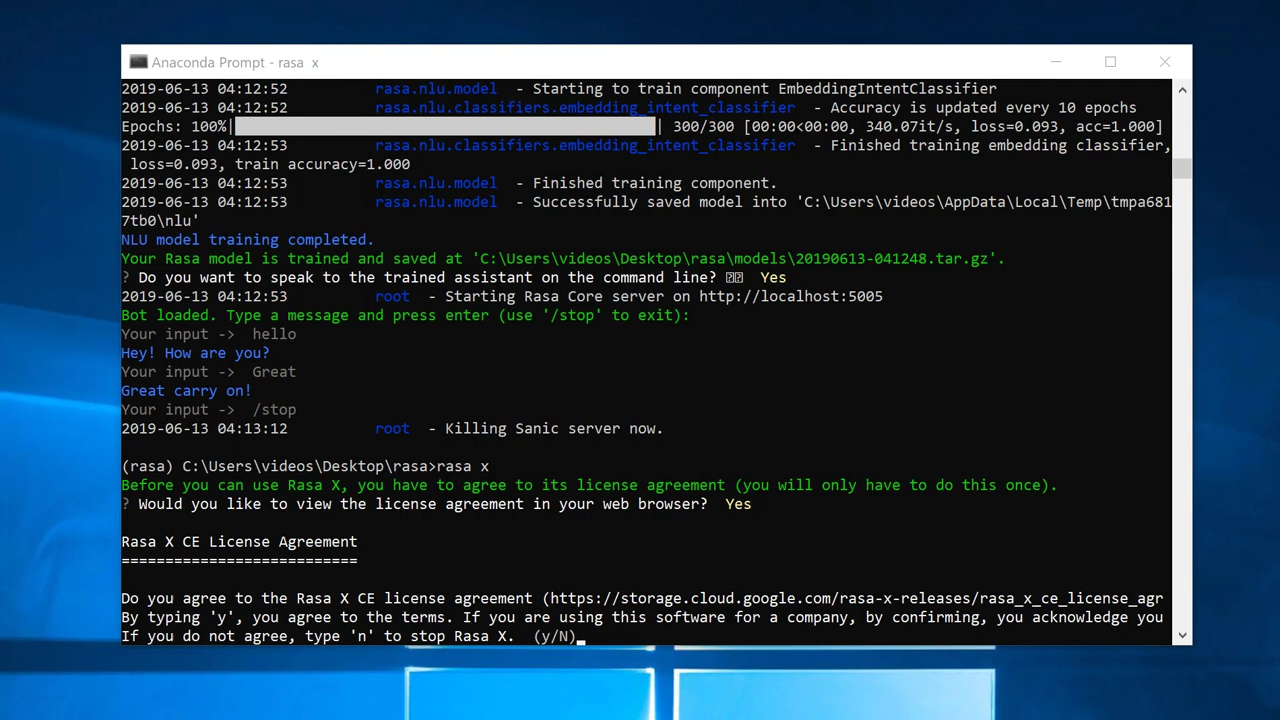 Anaconda Prompt - rasa x
2019-06-13 04:12:52 rasa.nlu.model - Starting to train component EmbeddingIntentClassifier
2019-06-13 04:12:52 rasa.nlu.classifiers.embedding_intent_classifier - Accuracy is updated every 10 epochs
Epochs: 100%| | 300/300 [00:00<00:00, 340.07it/s, loss=0.093, acc=1.000]
2019-06-13 04:12:53 rasa.nlu.classifiers.embedding_intent_classifier - Finished training embedding classifier,
loss=0.093, train accuracy=1.000
2019-06-13 04:12:53 rasa.nlu.model - Finished training component.
2019-06-13 04:12:53 rasa.nlu.model - Successfully saved model into 'C:\Users\videos\AppData\Local\Temp\tmpa681
7tb0\nlu'
NLU model training completed.
Your Rasa model is trained and saved at 'C:\Users\videos\Desktop\rasa\models\20190613-041248.tar.gz'.
? Do you want to speak to the trained assistant on the command line? Yes
2019-06-13 04:12:53 root - Starting Rasa Core server on http://localhost:5005
Bot loaded. Type a message and press enter (use '/stop' to exit):
Your input -> hello
Hey! How are you?
Your input -> Great
Great carry on!
Your input -> /stop
2019-06-13 04:13:12 root - Killing Sanic server now.
(rasa) C:\Users\videos\Desktop\rasa>rasa x
Before you can use Rasa X, you have to agree to its license agreement (you will only have to do this once).
? Would you like to view the license agreement in your web browser? Yes
Rasa X CE License Agreement
===========================
Do you agree to the Rasa X CE license agreement (https://storage.cloud.google.com/rasa-x-releases/rasa_x_ce_license_agr
By typing 'y', you agree to the terms. If you are using this software for a company, by confirming, you acknowledge you
If you do not agree, type 'n' to stop Rasa X. (y/N)